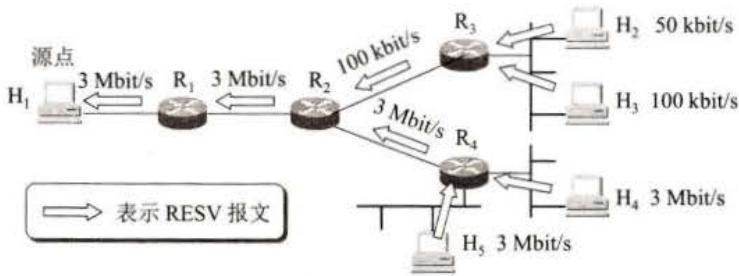 源点
H₁
3 Mbit/s
R₁
3 Mbit/s
R₂
100 kbit/s
R₃
H₂ 50 kbit/s
H₃ 100 kbit/s
3 Mbit/s
R₄
H₄ 3 Mbit/s
H₅ 3 Mbit/s
表示 RESV 报文